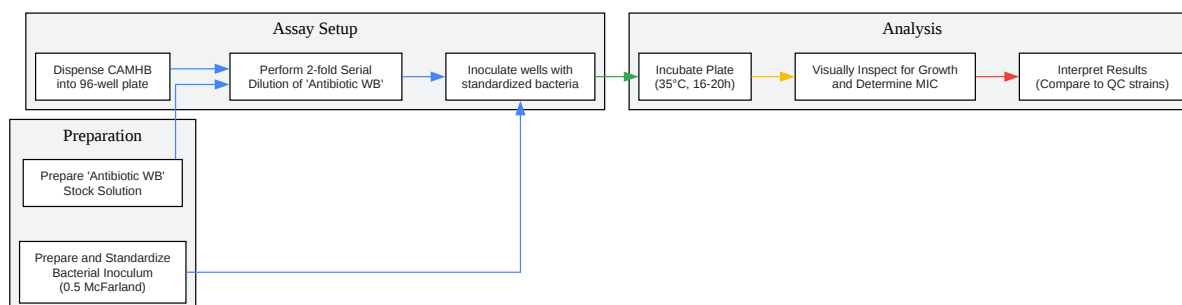 Assay Setup
Dispense CAMHB
into 96-well plate
Perform 2-fold Serial
Dilution of 'Antibiotic WB'
Inoculate wells with
standardized bacteria
Analysis
Incubate Plate
(35°C, 16-20h)
Visually Inspect for Growth
and Determine MIC
Interpret Results
(Compare to QC strains)
Preparation
Prepare 'Antibiotic WB'
Stock Solution
Prepare and Standardize
Bacterial Inoculum
(0.5 McFarland)